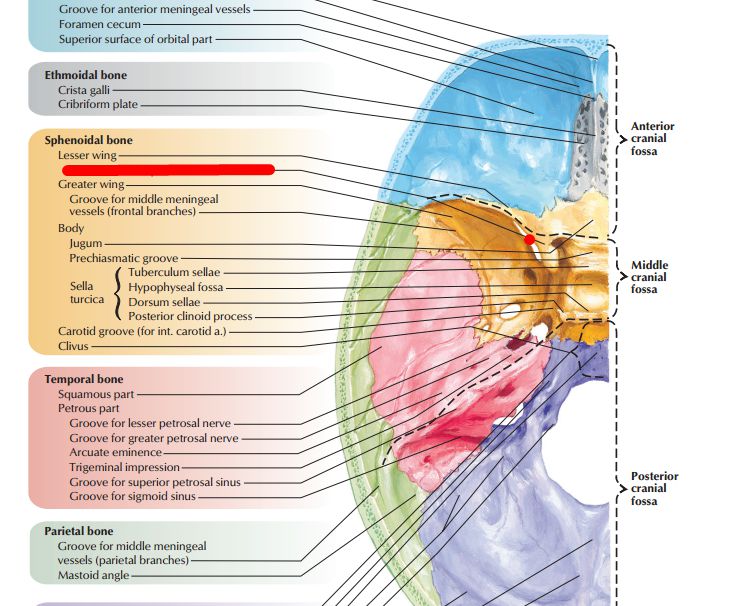 Groove for anterior meningeal vessels
Foramen cecum
Superior surface of orbital part
Ethmoidal bone
Crista galli
Cribriform plate
Sphenoidal bone
Lesser wing
Greater wing
Groove for middle meningeal
vessels (frontal branches)
Body
Jugum
Prechiasmatic groove
Sella
turcica
Tuberculum sellae
Hypophyseal fossa
Dorsum sellae
Posterior clinoid process
Carotid groove (for int. carotid a.)
Clivus
Temporal bone
Squamous part
Petrous part
Groove for lesser petrosal nerve
Groove for greater petrosal nerve
Arcuate eminence
Trigeminal impression
Groove for superior petrosal sinus
Groove for sigmoid sinus
Parietal bone
Groove for middle meningeal
vessels (parietal branches)
Mastoid angle
Anterior
cranial
fossa
Middle
cranial
fossa
Posterior
cranial
fossa